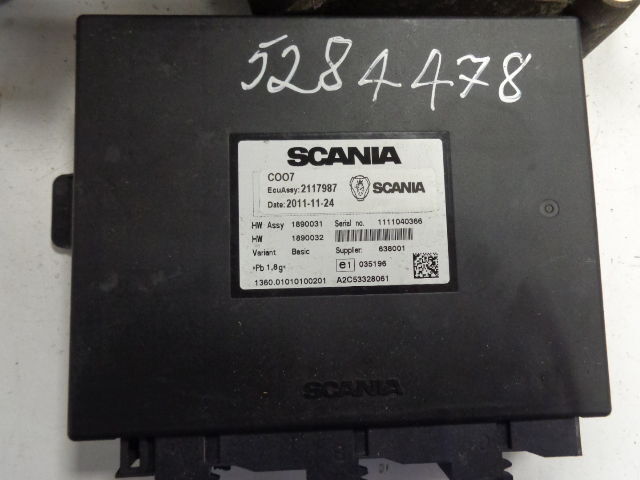 5284478
SCANIA
COO7
EcuAssy: 2117987
SCANIA
Date: 2011-11-24
HW Assy 1890031 Serial no. 1111040366
HW 1890032
Variant Basic Supplier: 636001
*Pb 1,8g* e1 035196
1360.01010100201 A2C53328061
SCANIA